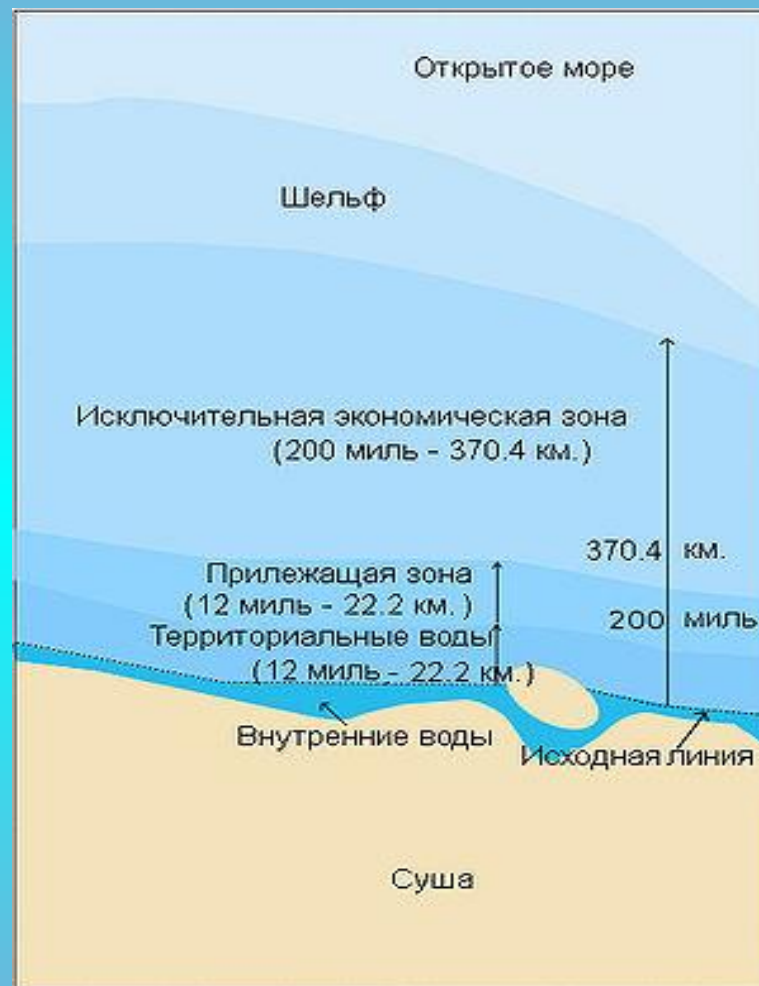 Открытое море
Шельф
Исключительная экономическая зона
(200 миль - 370.4 км.)
370.4 км.
Прилежащая зона
(12 миль - 22.2 км. )
200 миль
Территориальные воды
(12 миль - 22.2 км.)
Внутренние воды
Исходная линия
Суша